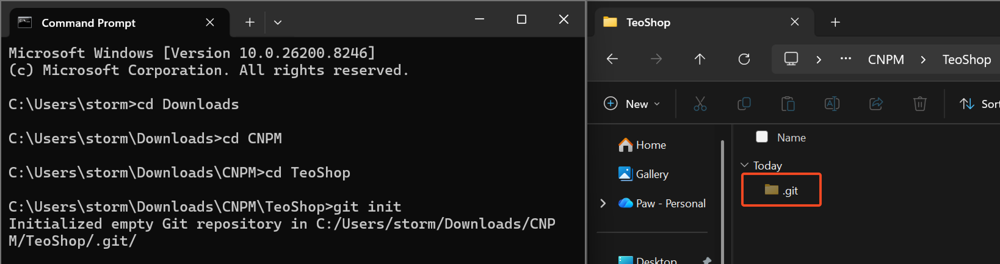 Command Prompt
Microsoft Windows [Version 10.0.26200.8246]
(c) Microsoft Corporation. All rights reserved.
C:\Users\storm>cd Downloads
C:\Users\storm\Downloads>cd CNPM
C:\Users\storm\Downloads\CNPM>cd TeoShop
C:\Users\storm\Downloads\CNPM\TeoShop>git init
Initialized empty Git repository in C:/Users/storm/Downloads/CNP
M/TeoShop/.git/
TeoShop
CNPM > TeoShop
New
Sort
Name
Home
Gallery
Paw - Personal
Desktop
Today
.git